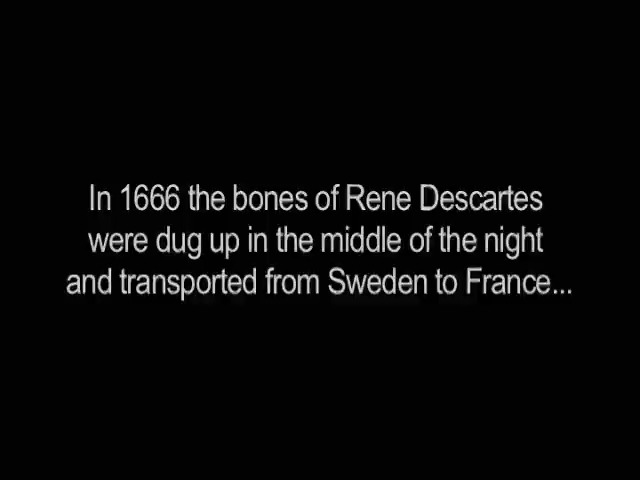 In 1666 the bones of Rene Descartes
were dug up in the middle of the night
and transported from Sweden to France...